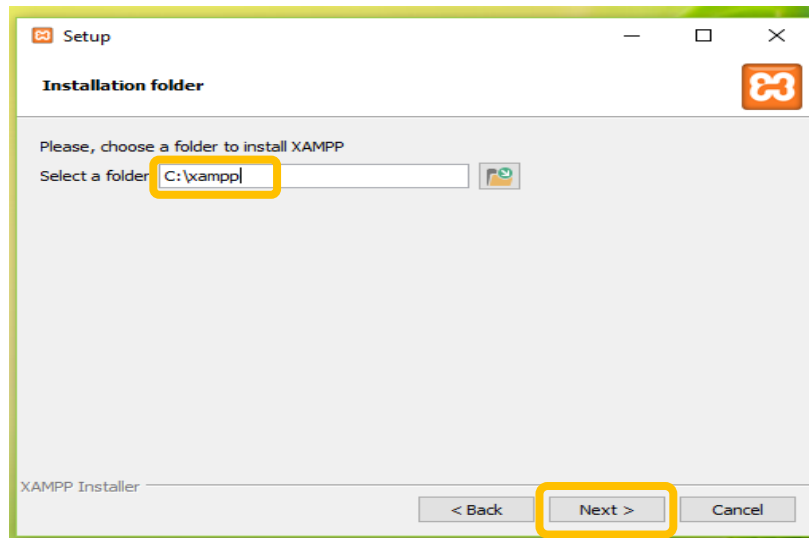 Setup
Installation folder
Please, choose a folder to install XAMPP
Select a folder C:\xampp
XAMPP Installer
< Back Next > Cancel